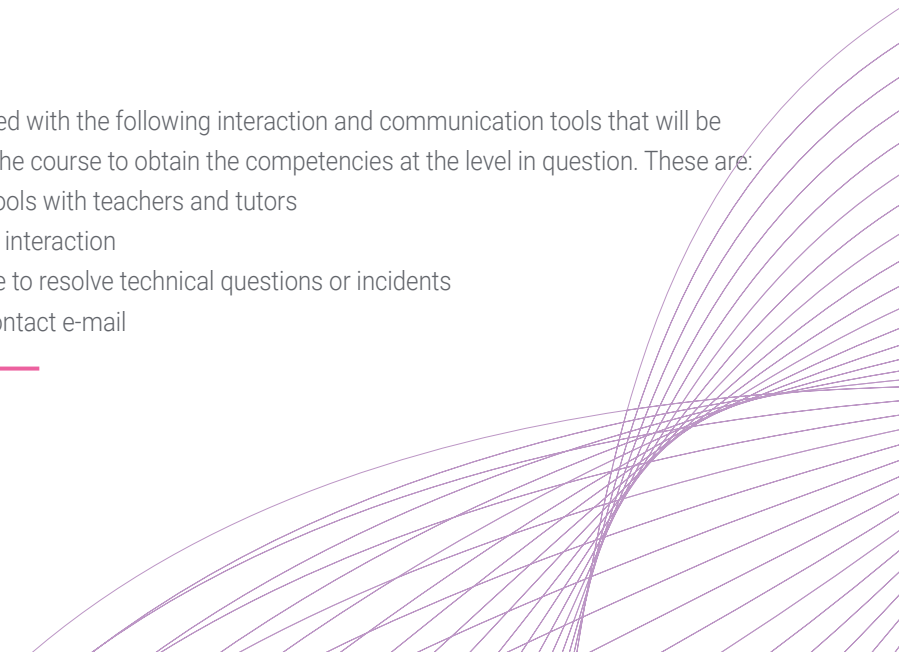 ed with the following interaction and communication tools that will be
he course to obtain the competencies at the level in question. These are:
ools with teachers and tutors
interaction
e to resolve technical questions or incidents
ontact e-mail